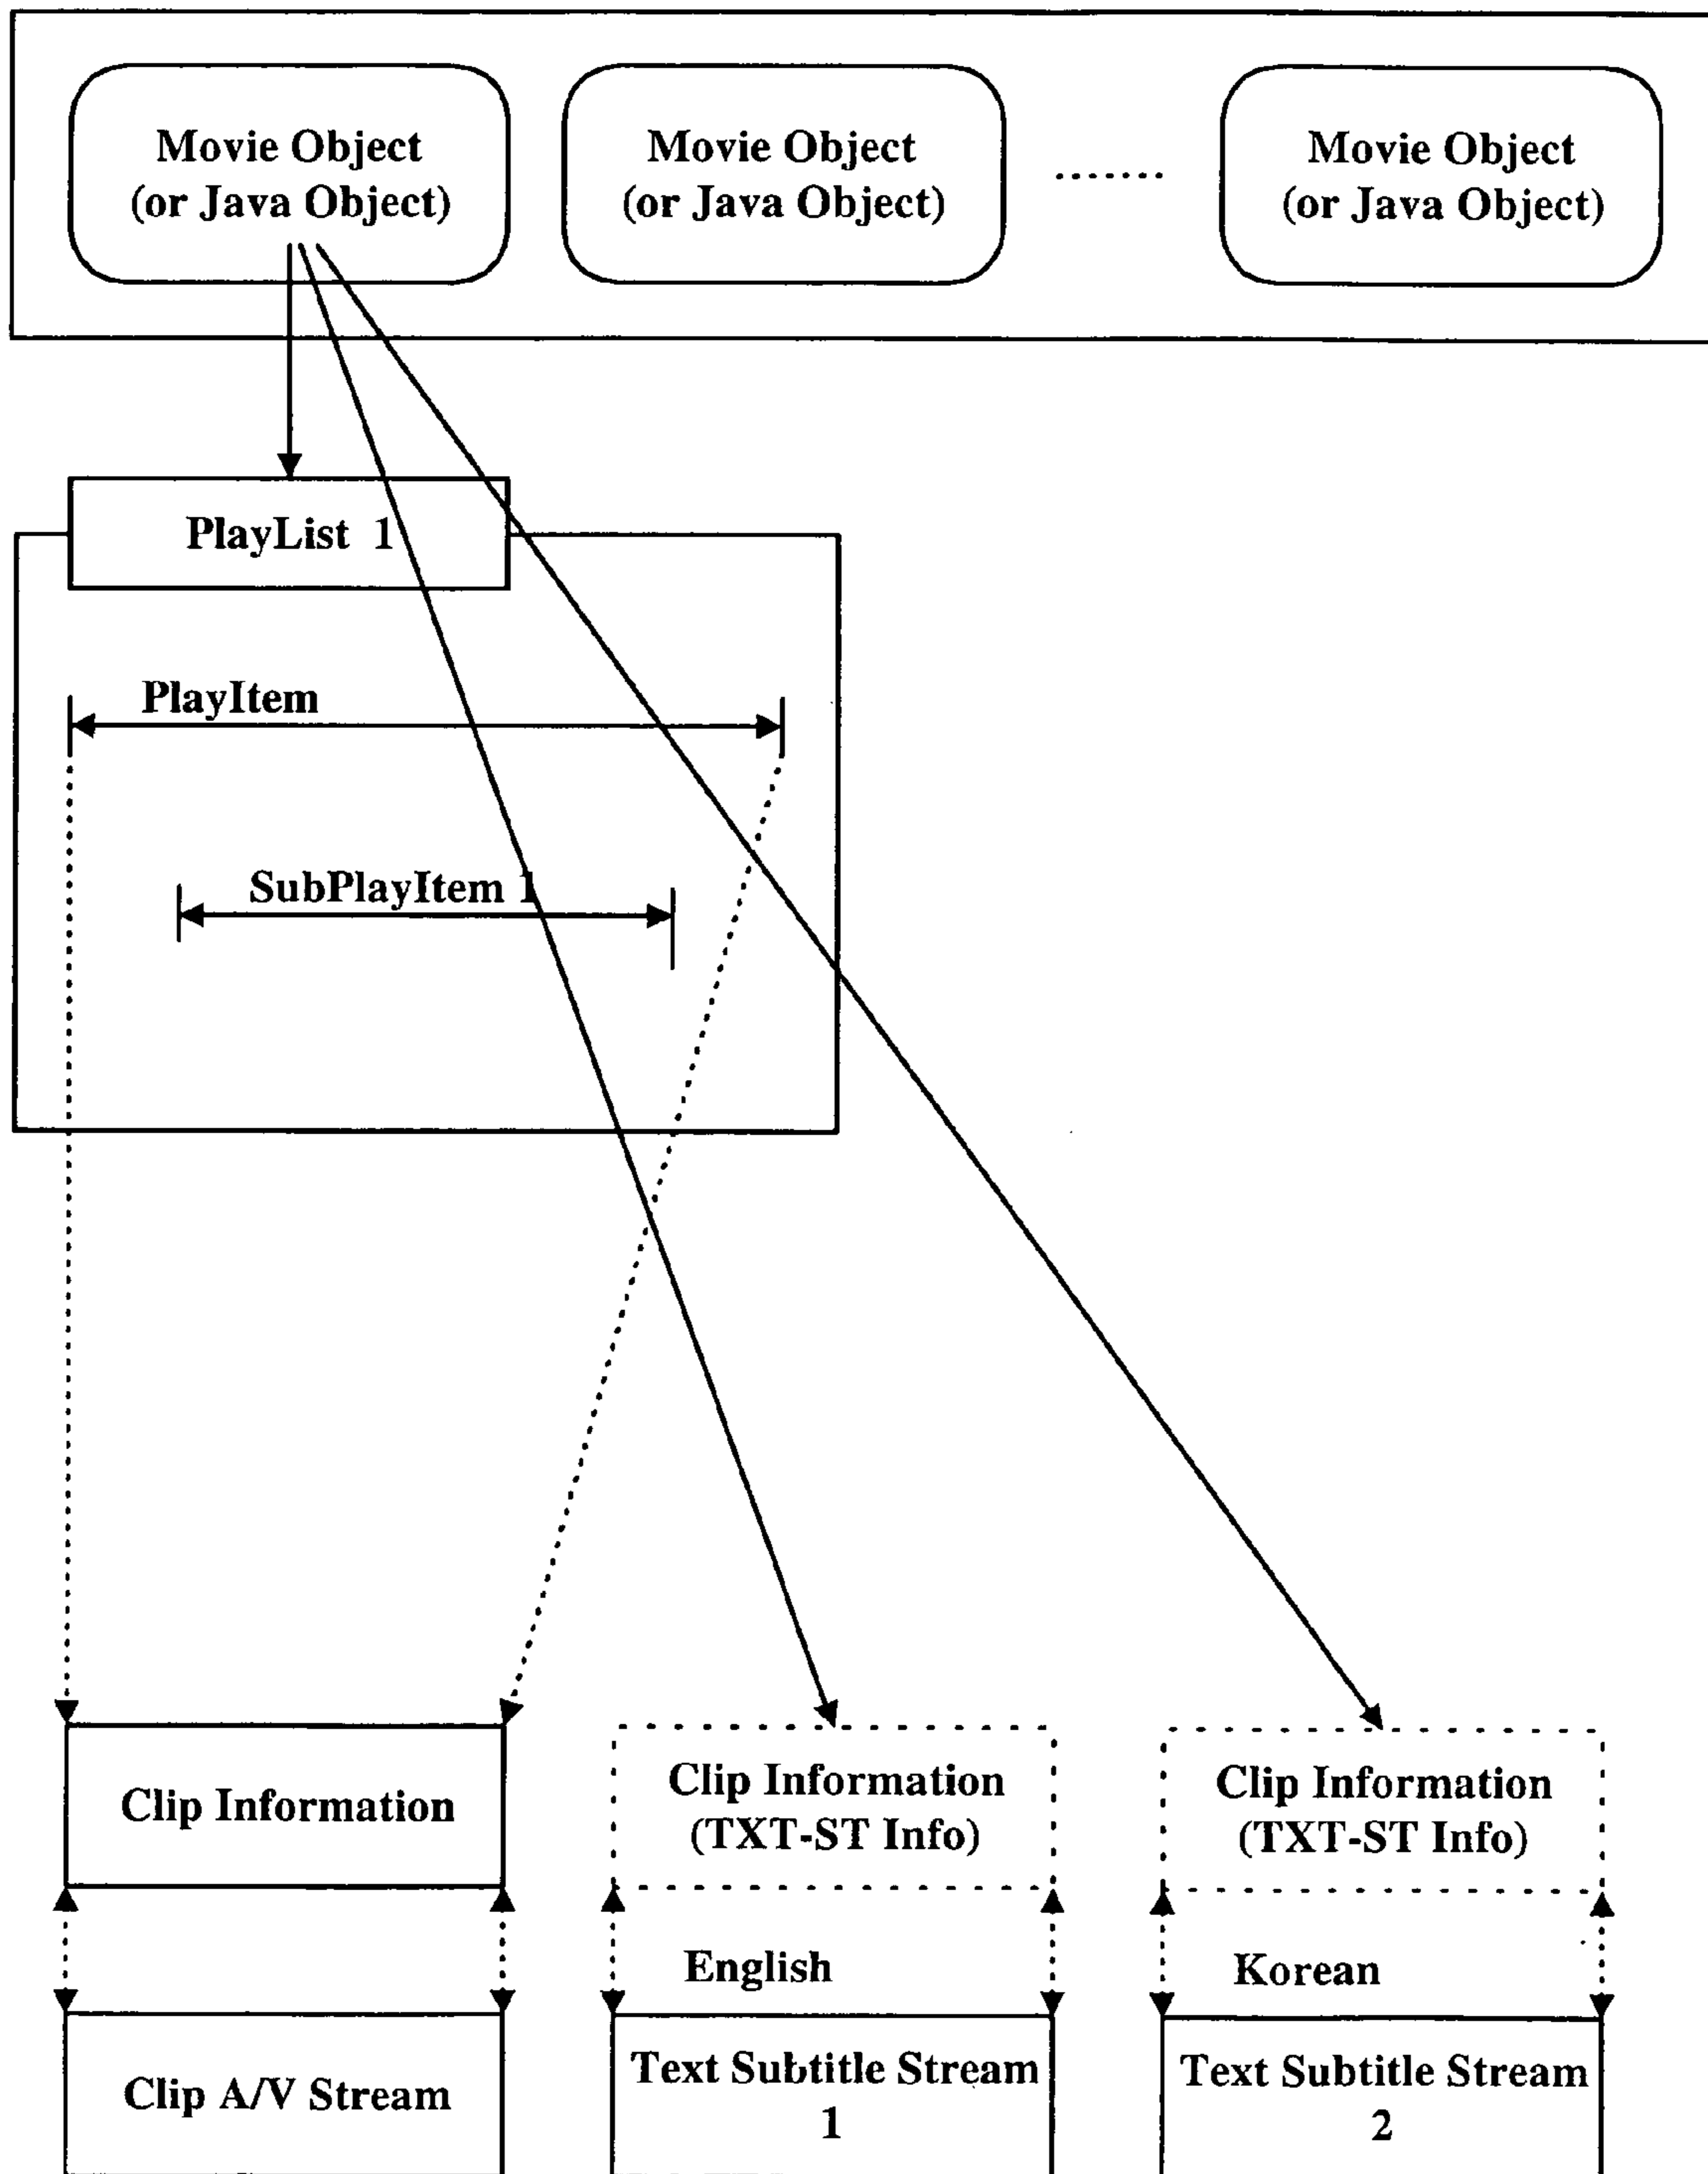 Movie Object
(or Java Object)
Movie Object
(or Java Object)
Movie Object
(or Java Object)
PlayList 1
PlayItem
SubPlayItem 1
Clip Information
Clip Information
(TXT-ST Info)
Clip Information
(TXT-ST Info)
English
Korean
Clip A/V Stream
Text Subtitle Stream
1
Text Subtitle Stream
2